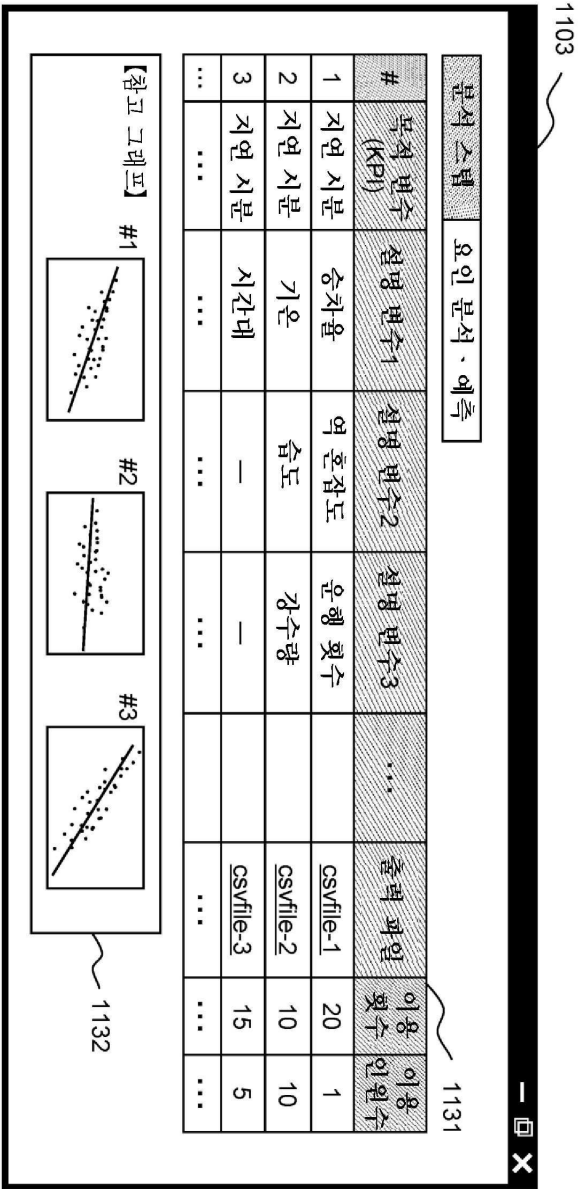 1103
분석 스텝 요인 분석、예측
1131
# 목적 변수 (KPI) 설명 변수1 설명 변수2 설명 변수3 ... 출력 파일 이용 횟수 이용 인원수
1 지연 시분 승차율 역 혼잡도 운행 횟수 csvfile-1 20 1
2 지연 시분 기온 습도 강수량 csvfile-2 10 10
3 지연 시분 시간대 — — csvfile-3 15 5
... ... ... ... ... ... ... ...
1132
【참고 그래프】 #1 #2 #3